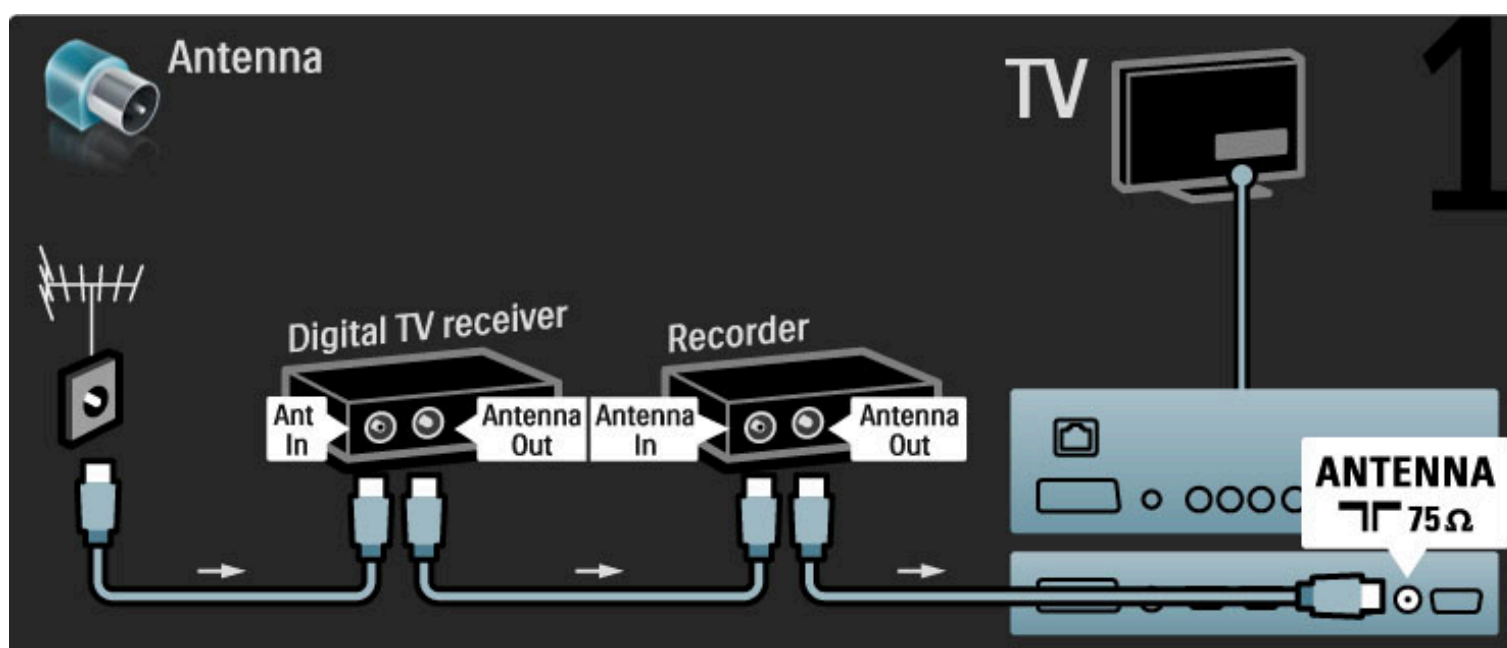 Antenna
TV
1
Digital TV receiver
Recorder
Ant
In
Antenna
Out
Antenna
In
Antenna
Out
ANTENNA
75 Ω